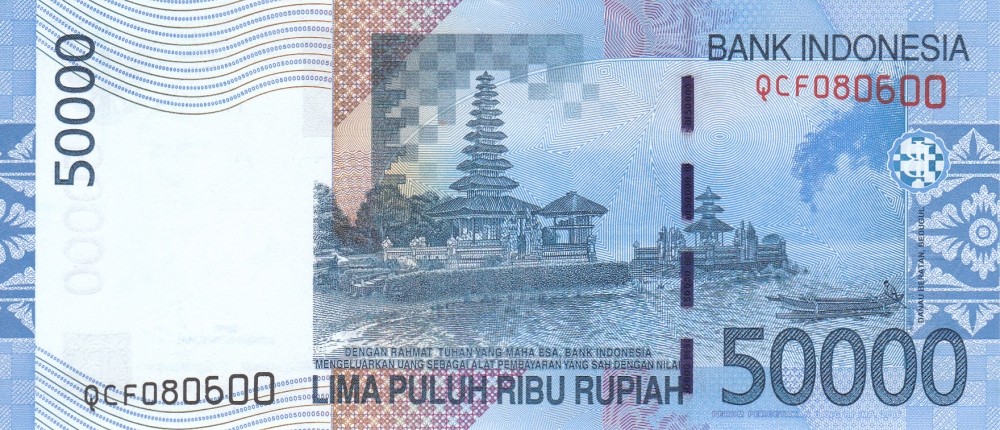 BANK INDONESIA
QCF080600
50000
DANAU BERATAN, BEDUGUL
DENGAN RAHMAT TUHAN YANG MAHA ESA, BANK INDONESIA
MENGELUARKAN UANG SEBAGAI ALAT PEMBAYARAN YANG SAH DENGAN NILAI
LIMA PULUH RIBU RUPIAH
50000
QCF080600